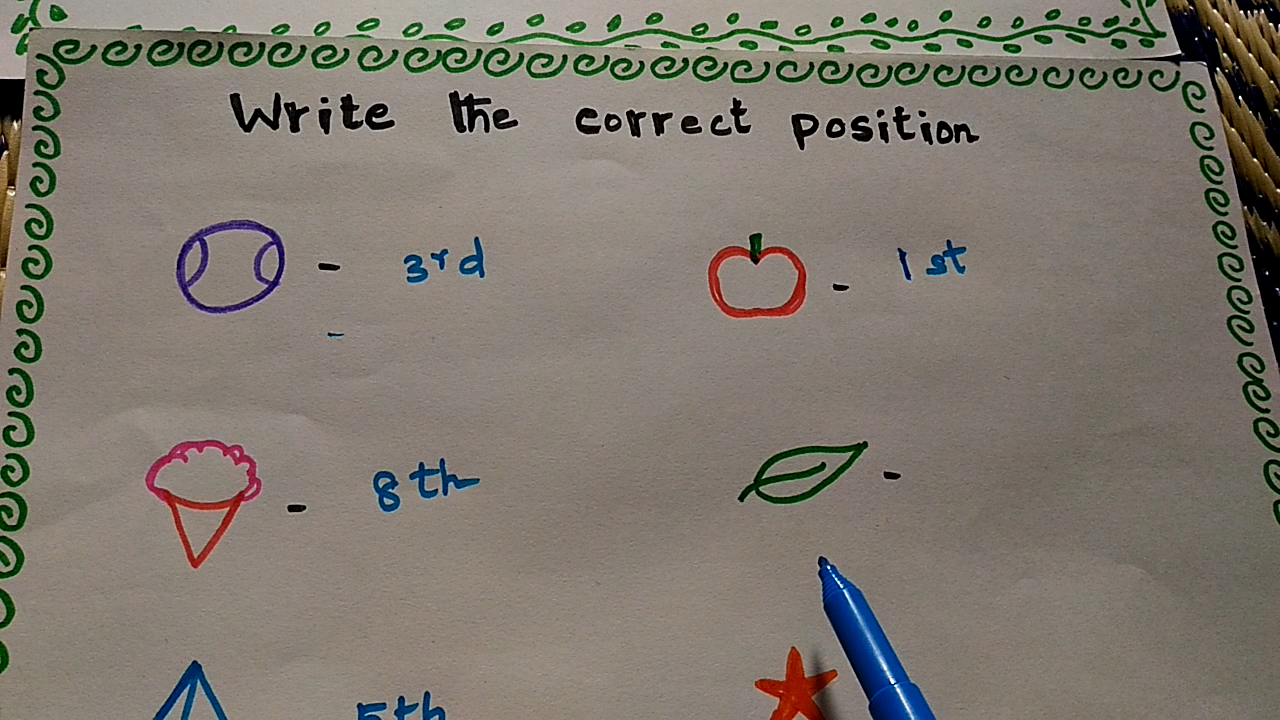 Write the correct position
- 3rd
- 1st
-
- 8th
-
5th